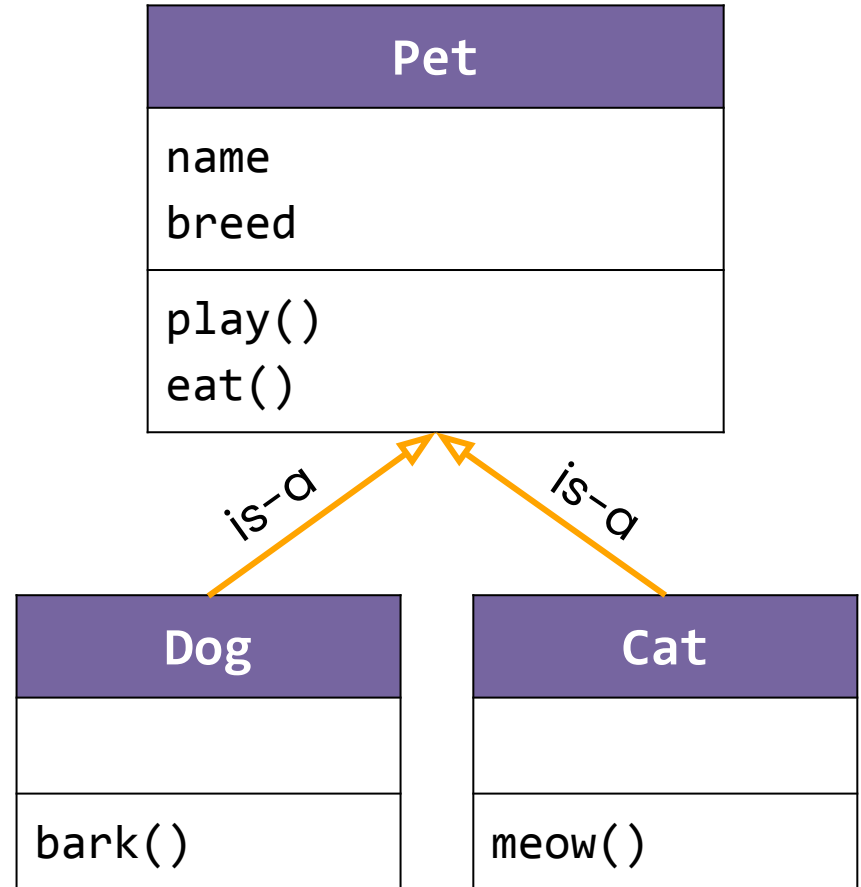 Pet
name
breed
play()
eat()
is-a
is-a
Dog
Cat
bark()
meow()